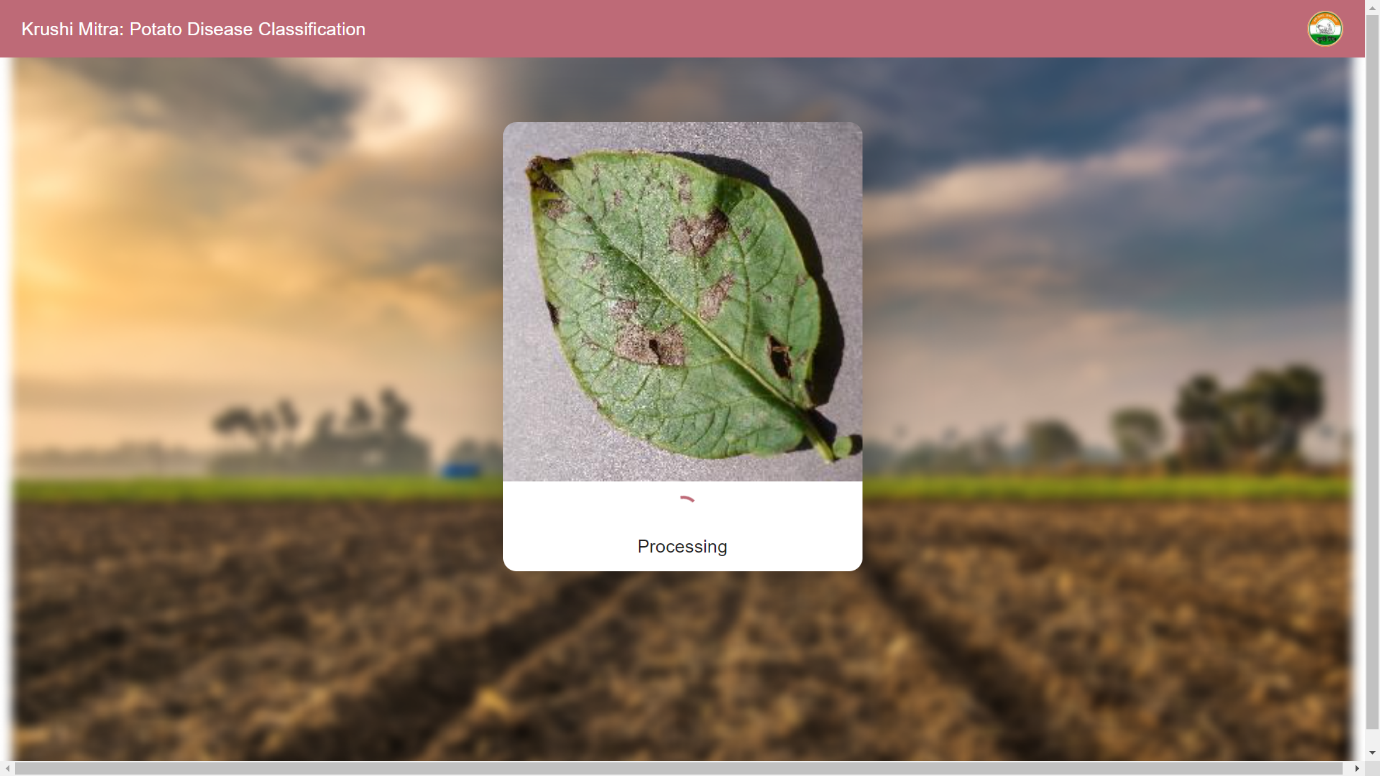 Krushi Mitra: Potato Disease Classification
Processing